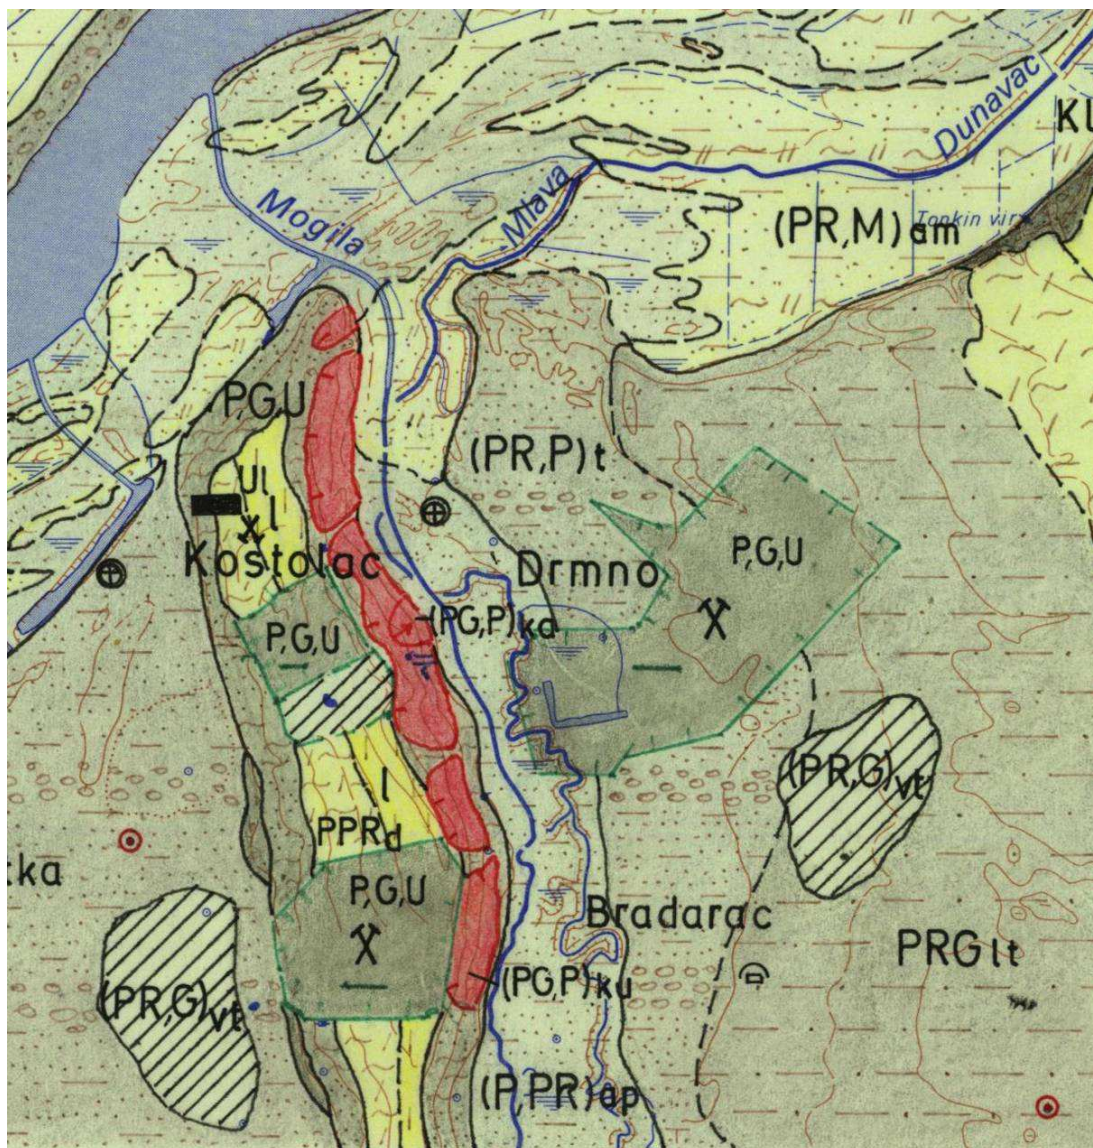 Dunavac
KL
Mogila
Mlava
(PR,M)am
Tonkin vir
P,G,U
(PR,P)t
Ul
Kostolac
Drmno
P,G,U
P,G,U
(PG,P)kd
(PR,G)vt
PPRd
ka
P,G,U
Bradarac
PRGlt
(PG,P)ku
(PR,G)vt
(P,PR)ap